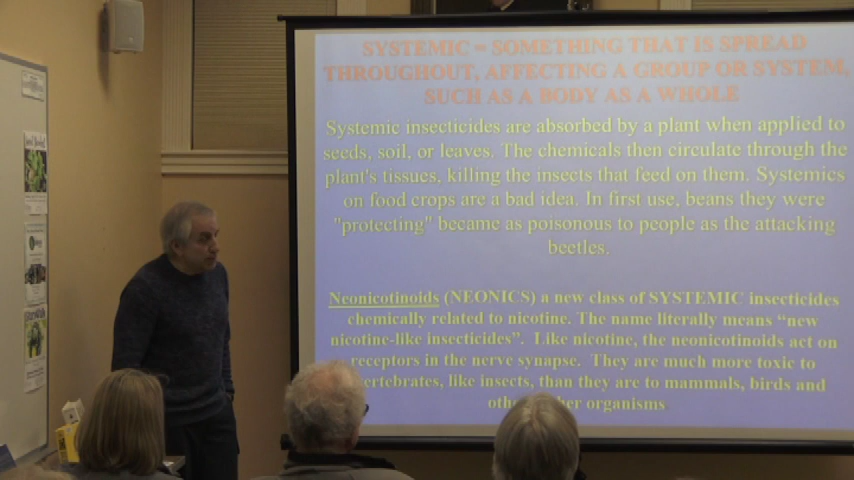 SYSTEMIC = SOMETHING THAT IS SPREAD
THROUGHOUT, AFFECTING A GROUP OR SYSTEM,
SUCH AS A BODY AS A WHOLE
Systemic insecticides are absorbed by a plant when applied to
seeds, soil, or leaves. The chemicals then circulate through the
plant's tissues, killing the insects that feed on them. Systemics
on food crops are a bad idea. In first use, beans they were
"protecting" became as poisonous to people as the attacking
beetles.
Neonicotinoids (NEONICS) a new class of SYSTEMIC insecticides
chemically related to nicotine. The name literally means “new
nicotine-like insecticides”. Like nicotine, the neonicotinoids act on
receptors in the nerve synapse. They are much more toxic to
vertebrates, like insects, than they are to mammals, birds and
organisms